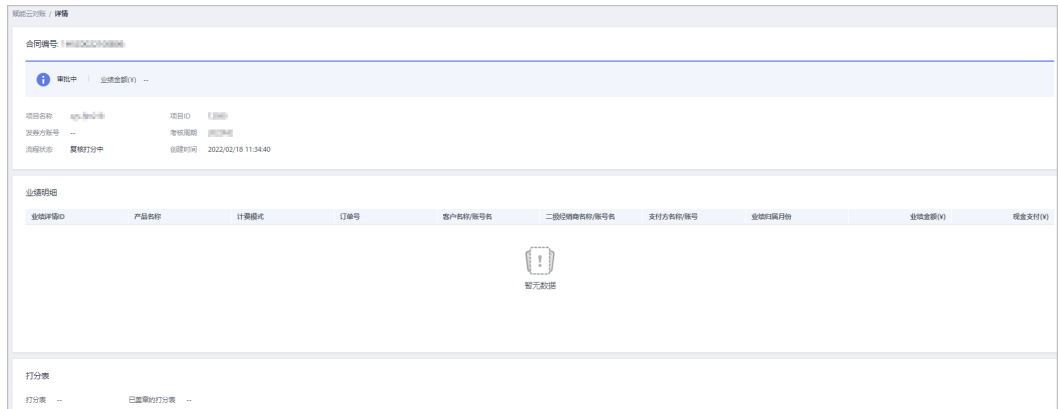 赋能云对账 / 详情
合同编号:
审批中 业绩金额(¥) --
项目名称 项目ID
发券方账号 -- 考核周期
流程状态 复核打分中 创建时间 2022/02/18 11:34:40
业绩明细
业绩详情ID 产品名称 计费模式 订单号 客户名称/账号名 二级经销商名称/账号名 支付方名称/账号 业绩归属月份 业绩金额(¥) 现金支付(¥)
暂无数据
打分表
打分表 -- 已盖章的打分表 --